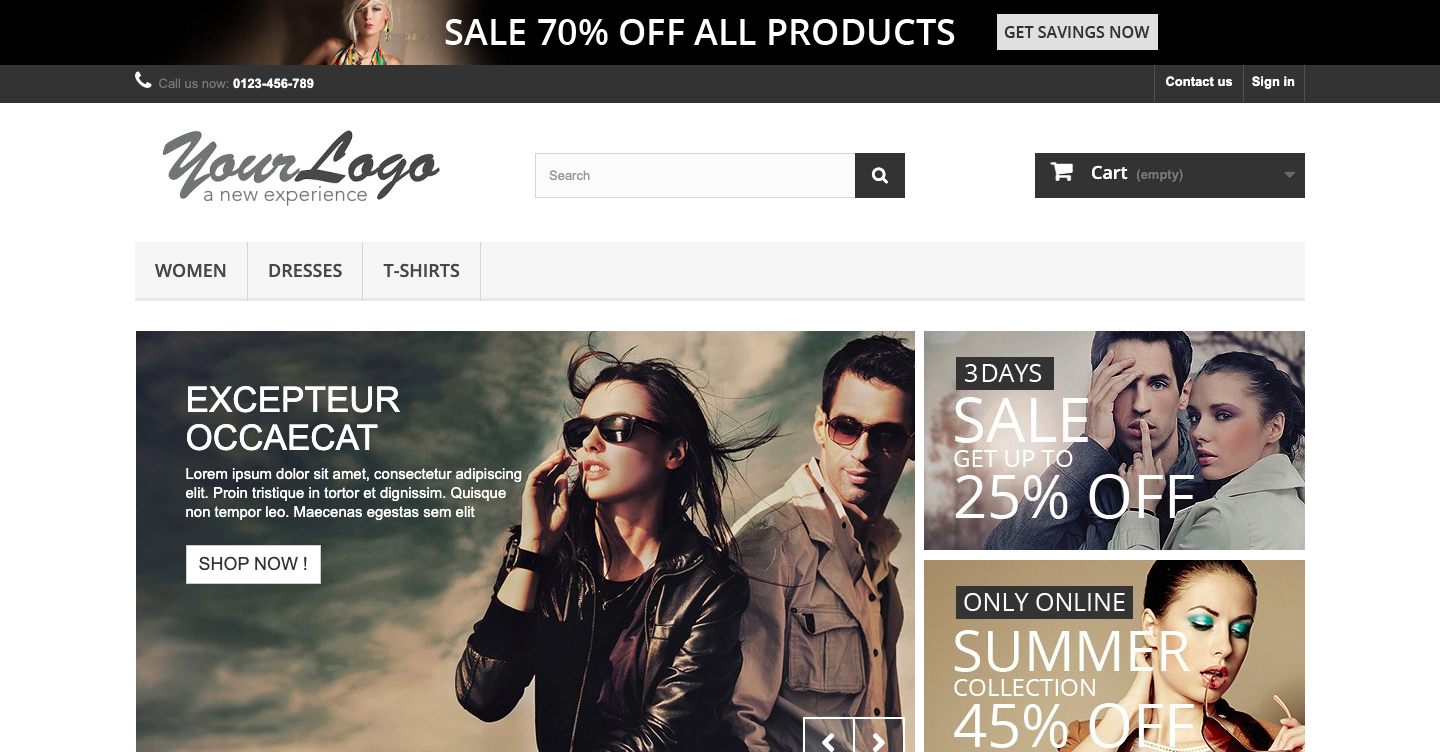 SALE 70% OFF ALL PRODUCTS
GET SAVINGS NOW
Call us now: 0123-456-789
Contact us
Sign in
YourLogo
a new experience
Search
Cart (empty)
WOMEN
DRESSES
T-SHIRTS
EXCEPTEUR
OCCAECAT
Lorem ipsum dolor sit amet, consectetur adipiscing
elit. Proin tristique in tortor et dignissim. Quisque
non tempor leo. Maecenas egestas sem elit
SHOP NOW !
3 DAYS
SALE
GET UP TO
25% OFF
ONLY ONLINE
SUMMER
COLLECTION
45% OFF